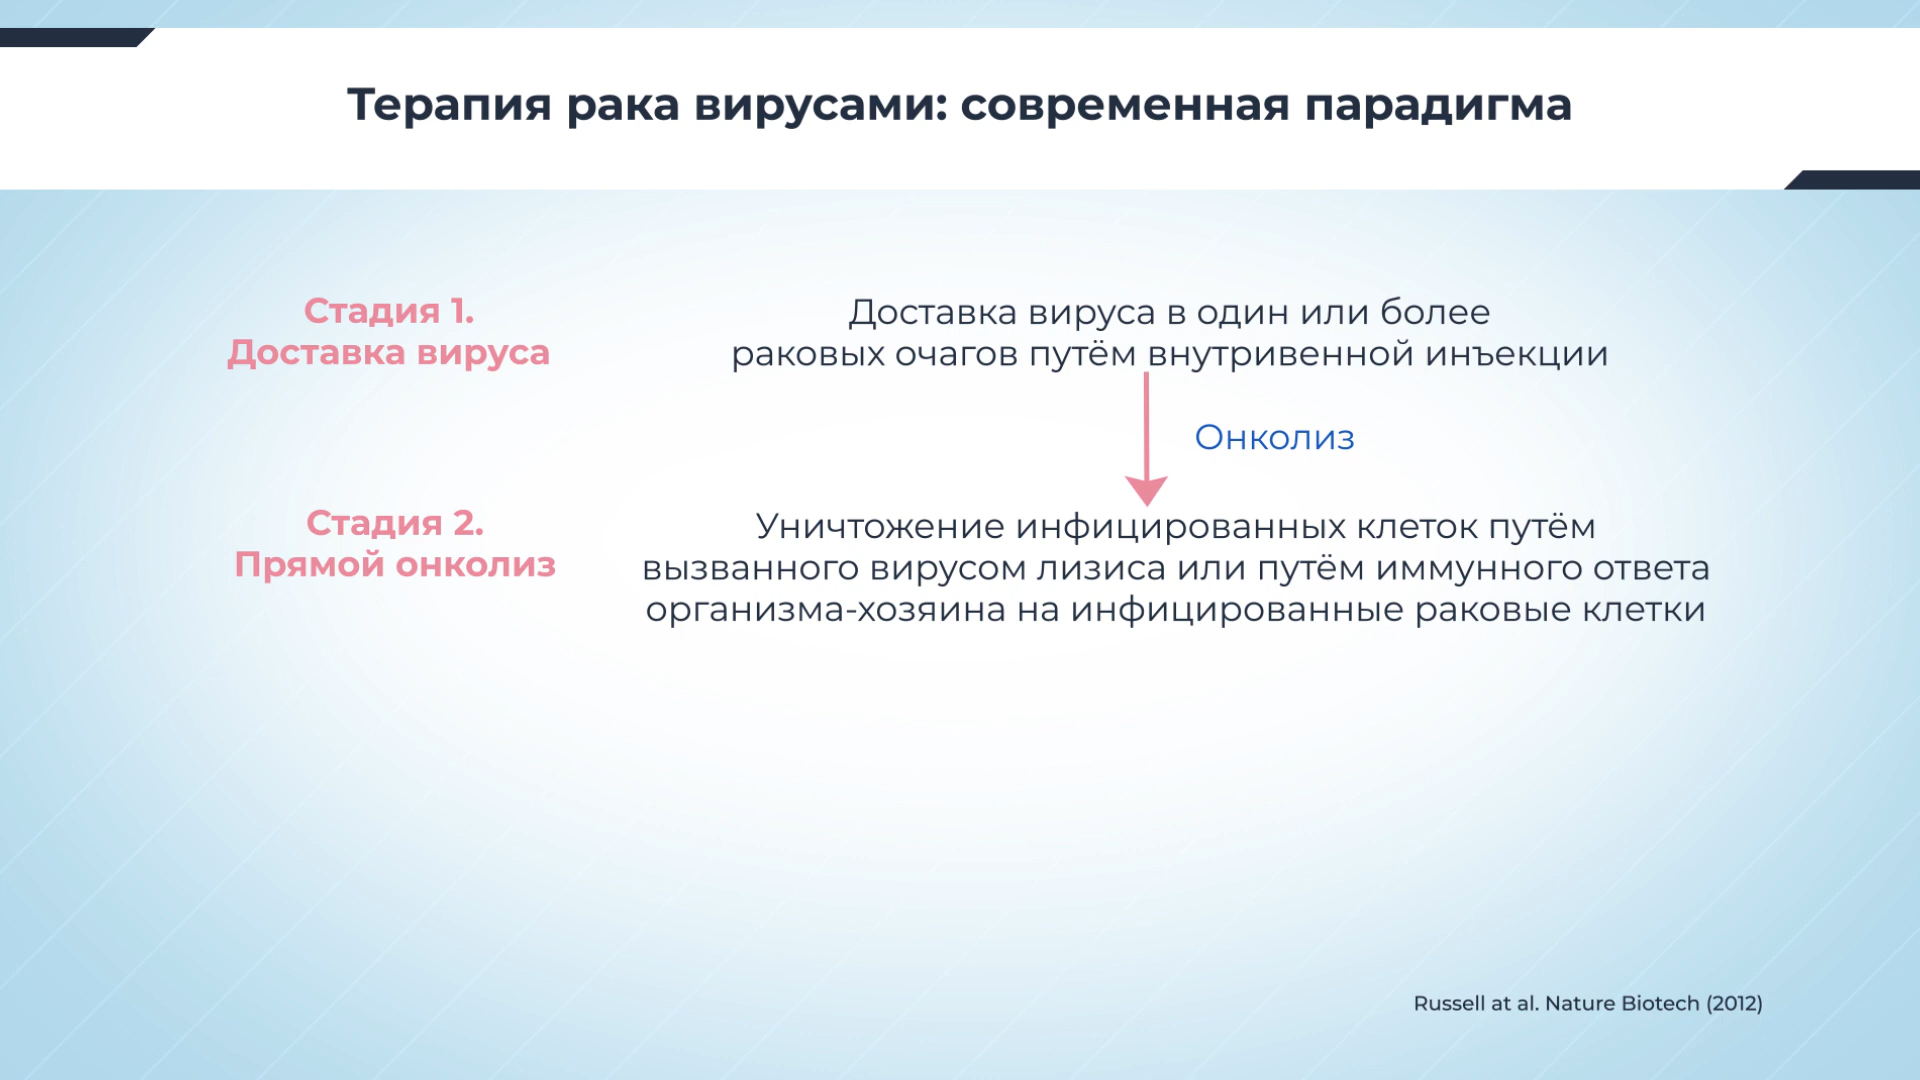 Терапия рака вирусами: современная парадигма
Стадия 1.
Доставка вируса
Доставка вируса в один или более
раковых очагов путём внутривенной инъекции
Онколиз
Стадия 2.
Прямой онколиз
Уничтожение инфицированных клеток путём
вызванного вирусом лизиса или путём иммунного ответа
организма-хозяина на инфицированные раковые клетки
Russell at al. Nature Biotech (2012)